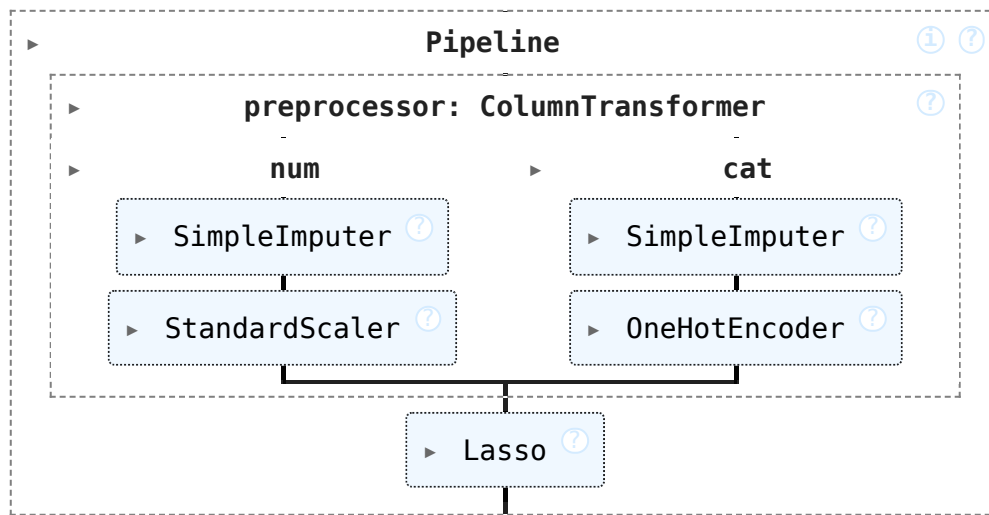 Pipeline i ?
preprocessor: ColumnTransformer ?
num cat
SimpleImputer ? SimpleImputer ?
StandardScaler ? OneHotEncoder ?
Lasso ?